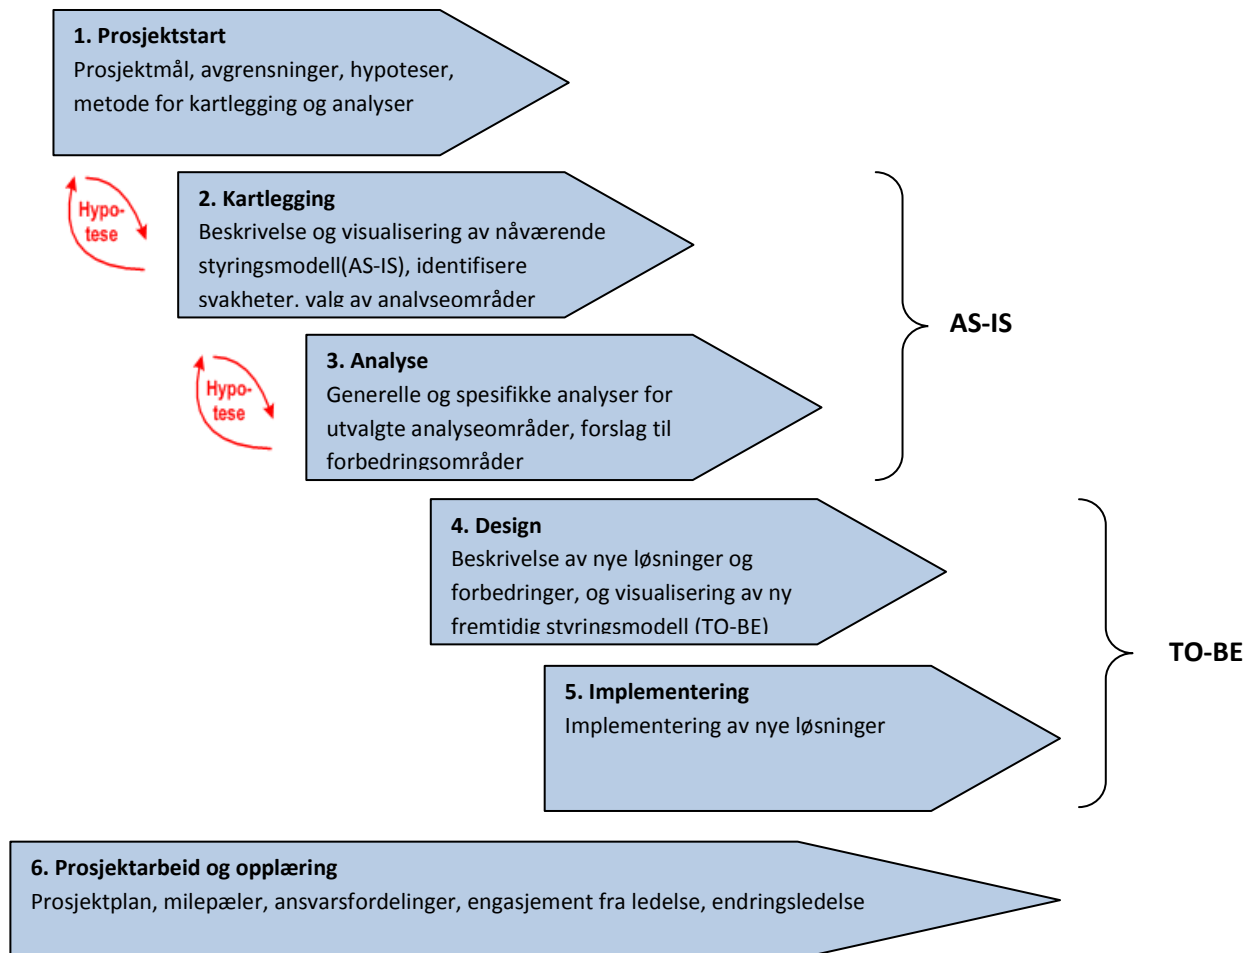 1. Prosjektstart
Prosjektmål, avgrensninger, hypoteser,
metode for kartlegging og analyser
Hypo-
tese
2. Kartlegging
Beskrivelse og visualisering av nåværende
styringsmodell(AS-IS), identifisere
svakheter, valg av analyseområder
AS-IS
Hypo-
tese
3. Analyse
Generelle og spesifikke analyser for
utvalgte analyseområder, forslag til
forbedringsområder
4. Design
Beskrivelse av nye løsninger og
forbedringer, og visualisering av ny
fremtidig styringsmodell (TO-BE)
TO-BE
5. Implementering
Implementering av nye løsninger
6. Prosjektarbeid og opplæring
Prosjektplan, milepæler, ansvarsfordelinger, engasjement fra ledelse, endringsledelse